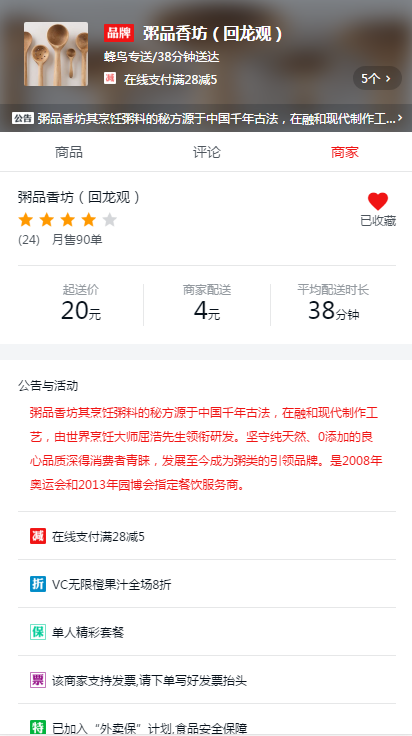 品牌 粥品香坊（回龙观）
蜂鸟专送/38分钟送达
减 在线支付满28减5
5个 >
公告 粥品香坊其烹饪粥料的秘方源于中国千年古法，在融和现代制作工... >
商品 评论 商家
粥品香坊（回龙观）
已收藏
(24) 月售90单
起送价 商家配送 平均配送时长
20元 4元 38分钟
公告与活动
粥品香坊其烹饪粥料的秘方源于中国千年古法，在融和现代制作工
艺，由世界烹饪大师屈浩先生领衔研发。坚守纯天然、0添加的良
心品质深得消费者青睐，发展至今成为粥类的引领品牌。是2008年
奥运会和2013年园博会指定餐饮服务商。
减 在线支付满28减5
折 VC无限橙果汁全场8折
保 单人精彩套餐
票 该商家支持发票,请下单写好发票抬头
特 已加入“外卖保”计划,食品安全保障